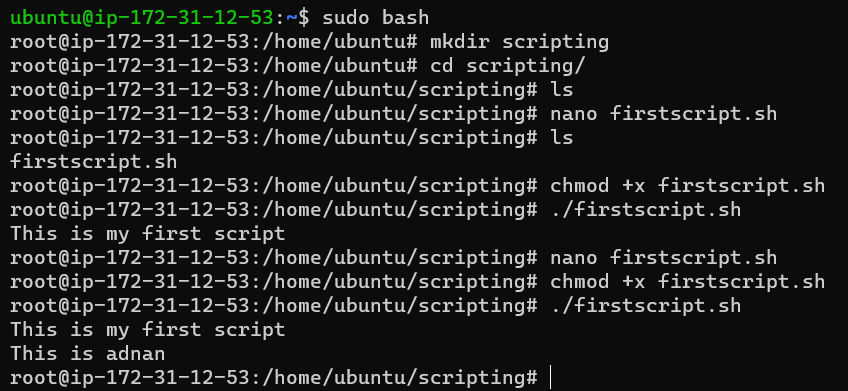 ubuntu@ip-172-31-12-53:~$ sudo bash
root@ip-172-31-12-53:/home/ubuntu# mkdir scripting
root@ip-172-31-12-53:/home/ubuntu# cd scripting/
root@ip-172-31-12-53:/home/ubuntu/scripting# ls
root@ip-172-31-12-53:/home/ubuntu/scripting# nano firstscript.sh
root@ip-172-31-12-53:/home/ubuntu/scripting# ls
firstscript.sh
root@ip-172-31-12-53:/home/ubuntu/scripting# chmod +x firstscript.sh
root@ip-172-31-12-53:/home/ubuntu/scripting# ./firstscript.sh
This is my first script
root@ip-172-31-12-53:/home/ubuntu/scripting# nano firstscript.sh
root@ip-172-31-12-53:/home/ubuntu/scripting# chmod +x firstscript.sh
root@ip-172-31-12-53:/home/ubuntu/scripting# ./firstscript.sh
This is my first script
This is adnan
root@ip-172-31-12-53:/home/ubuntu/scripting#